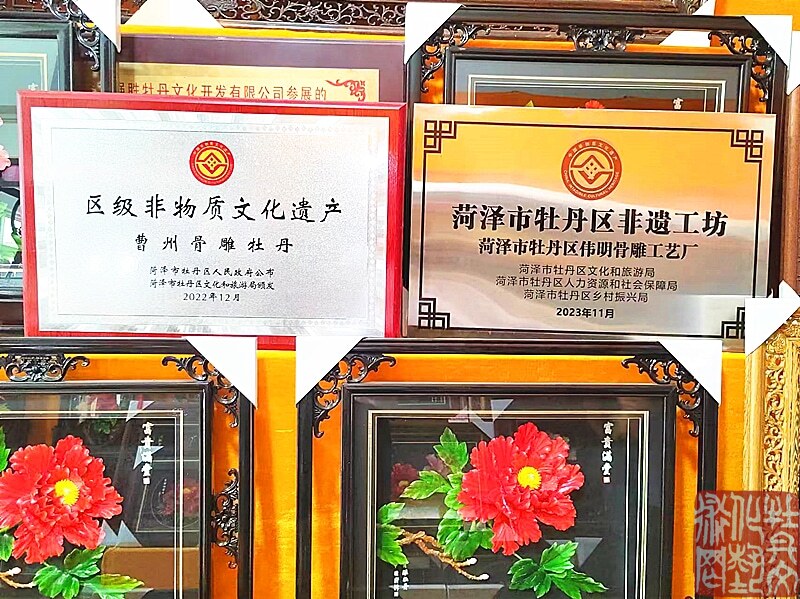 胜牡丹文化开发有限公司参展的
区级非物质文化遗产
曹州骨雕牡丹
菏泽市牡丹区人民政府公布
菏泽市牡丹区文化和旅游局颁发
2022年12月
菏泽市牡丹区非遗工坊
菏泽市牡丹区伟明骨雕工艺厂
菏泽市牡丹区文化和旅游局
菏泽市牡丹区人力资源和社会保障局
菏泽市牡丹区乡村振兴局
2023年11月
富
富
富贵满堂
富贵满堂